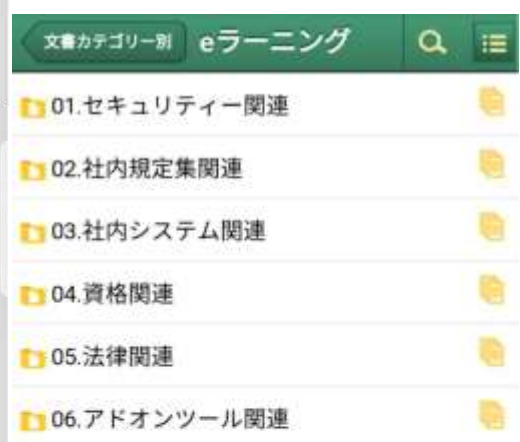 文書カテゴリー別 eラーニング
01.セキュリティー関連
02.社内規定集関連
03.社内システム関連
04.資格関連
05.法律関連
06.アドオンツール関連